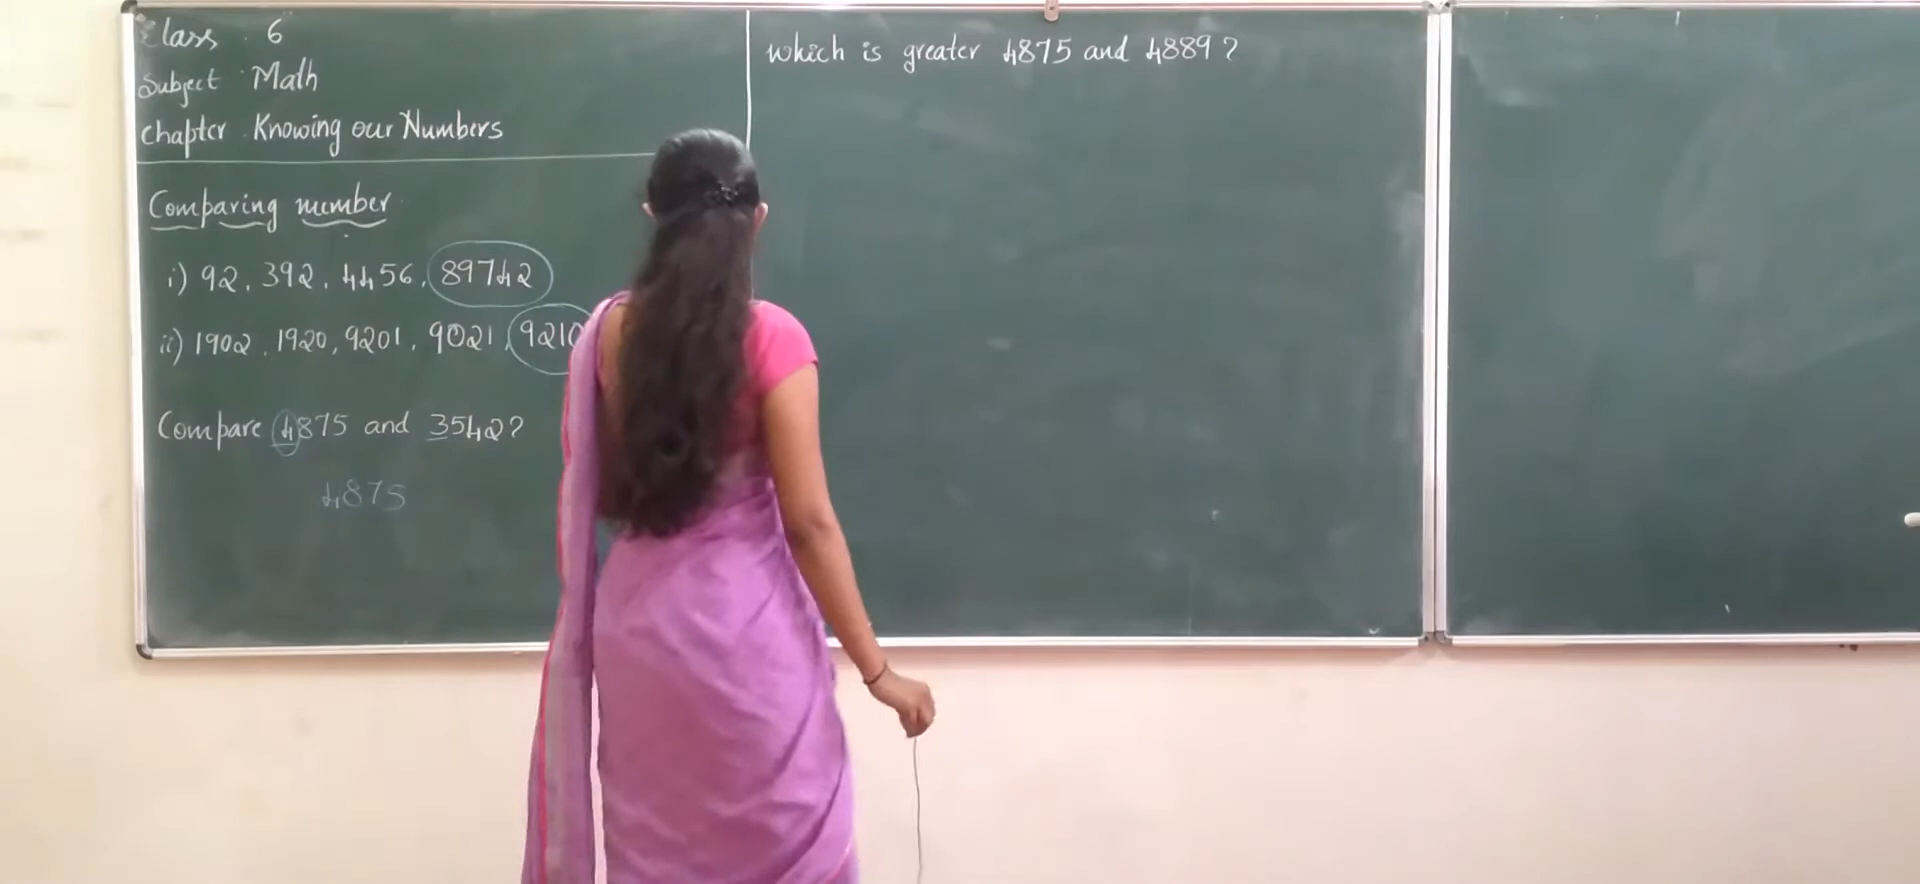 Class . 6
Subject . Math
Chapter . Knowing our Numbers
Comparing number
i) 92, 392, 4456, 89742
ii) 1902, 1920, 9201, 9021, 9210
Compare 4875 and 3542?
4875
which is greater 4875 and 4889?